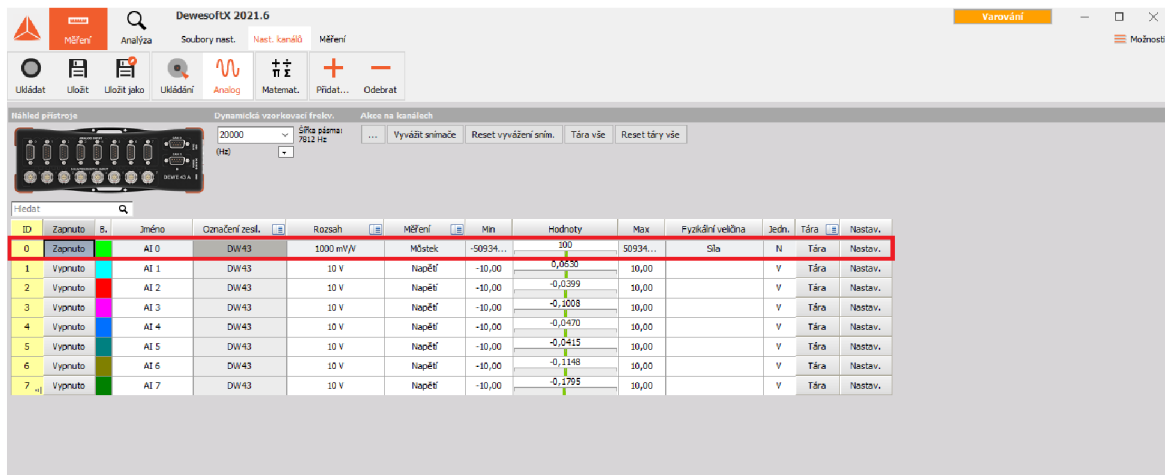 DewesoftX 2021.6
Varování
Měření
Analýza
Soubory nast.
Nast. kanálů
Měření
Možnosti
Ukládat
Uložit
Uložit jako
Ukládání
Analog
Matemat.
Přidat...
Odebrat
Náhled přístroje
Dynamická vzorkovací frekv.
Akce na kanálech
20000
Šířka pásma:
7812 Hz
(Hz)
...
Vyvážit snímače
Reset vyvážení sním.
Tára vše
Reset táry vše
DEWE 43 A
Hledat
ID Zapnuto B. Jméno Označení zesil. Rozsah Měření Min Hodnoty Max Fyzikální veličina Jedn. Tára Nastav.
0 Zapnuto AI 0 DW43 1000 mV/V Můstek -50934... 100 50934... Síla N Tára Nastav.
1 Vypnuto AI 1 DW43 10 V Napětí -10,00 0,0630 10,00 V Tára Nastav.
2 Vypnuto AI 2 DW43 10 V Napětí -10,00 -0,0399 10,00 V Tára Nastav.
3 Vypnuto AI 3 DW43 10 V Napětí -10,00 -0,1008 10,00 V Tára Nastav.
4 Vypnuto AI 4 DW43 10 V Napětí -10,00 -0,0470 10,00 V Tára Nastav.
5 Vypnuto AI 5 DW43 10 V Napětí -10,00 -0,0415 10,00 V Tára Nastav.
6 Vypnuto AI 6 DW43 10 V Napětí -10,00 -0,1148 10,00 V Tára Nastav.
7 Vypnuto AI 7 DW43 10 V Napětí -10,00 -0,1795 10,00 V Tára Nastav.